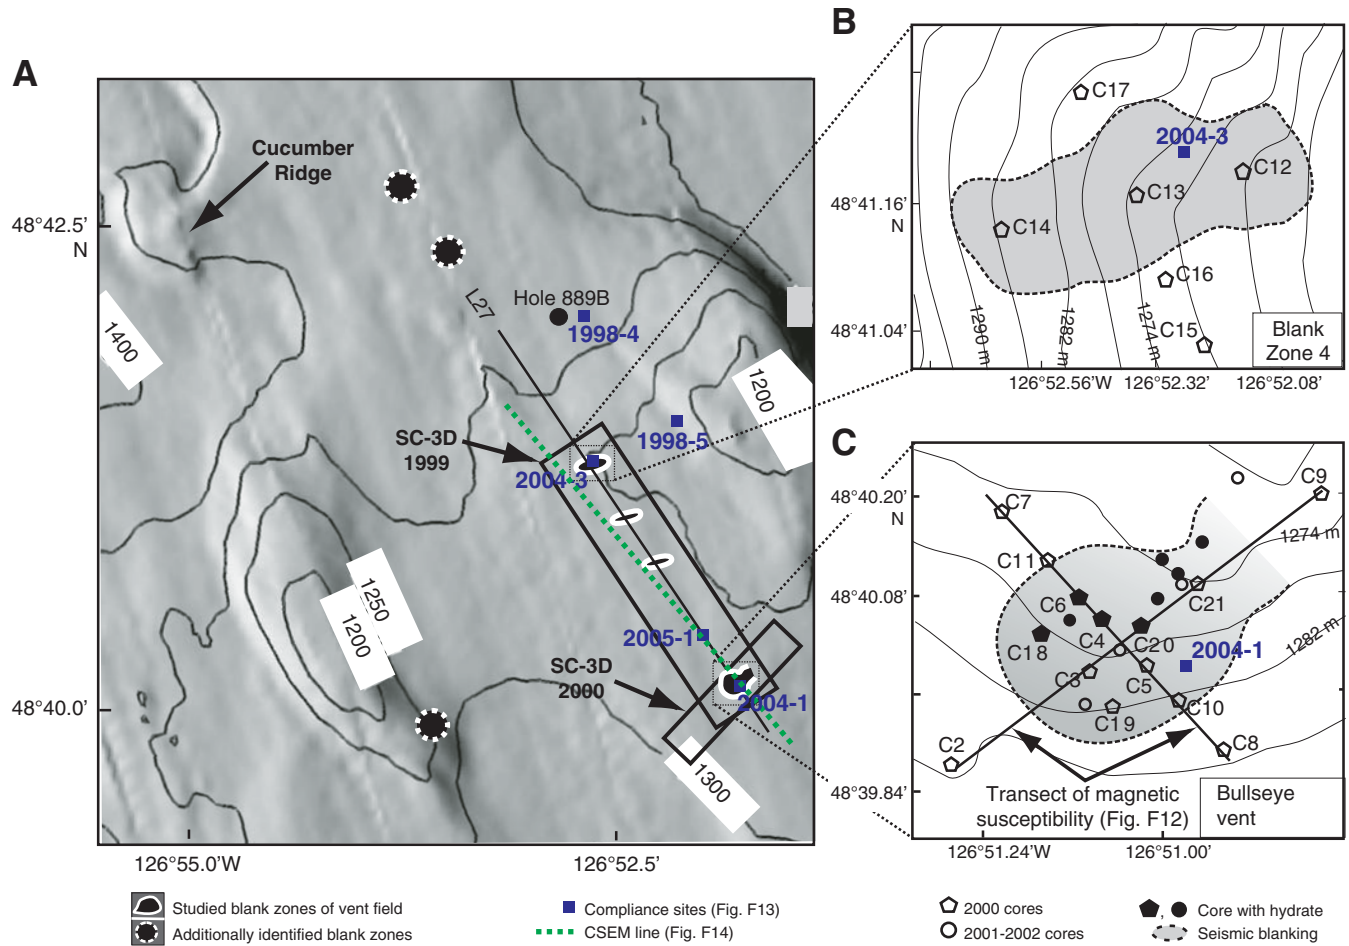 A
Cucumber
Ridge
48°42.5’
N
L27
Hole 889B
1998-4
1400
1200
1998-5
SC-3D
1999
2004-3
1250
1200
2005-1
SC-3D
2000
2004-1
48°40.0’
1300
126°55.0’W
126°52.5’
B
C17
2004-3
C12
C13
C14
C16
C15
48°41.16’
N
48°41.04’
1290 m
1282 m
1274 m
Blank
Zone 4
126°52.56’W
126°52.32’
126°52.08’
C
C9
48°40.20’
N
C7
1274 m
C11
C6
C21
48°40.08’
C4
C20
C18
2004-1
1282 m
C3
C5
C19
C10
C2
C8
48°39.84’
Transect of magnetic
susceptibility (Fig. F12)
Bullseye
vent
126°51.24’W
126°51.00’
Studied blank zones of vent field
Additionally identified blank zones
Compliance sites (Fig. F13)
CSEM line (Fig. F14)
2000 cores
2001-2002 cores
, Core with hydrate
Seismic blanking